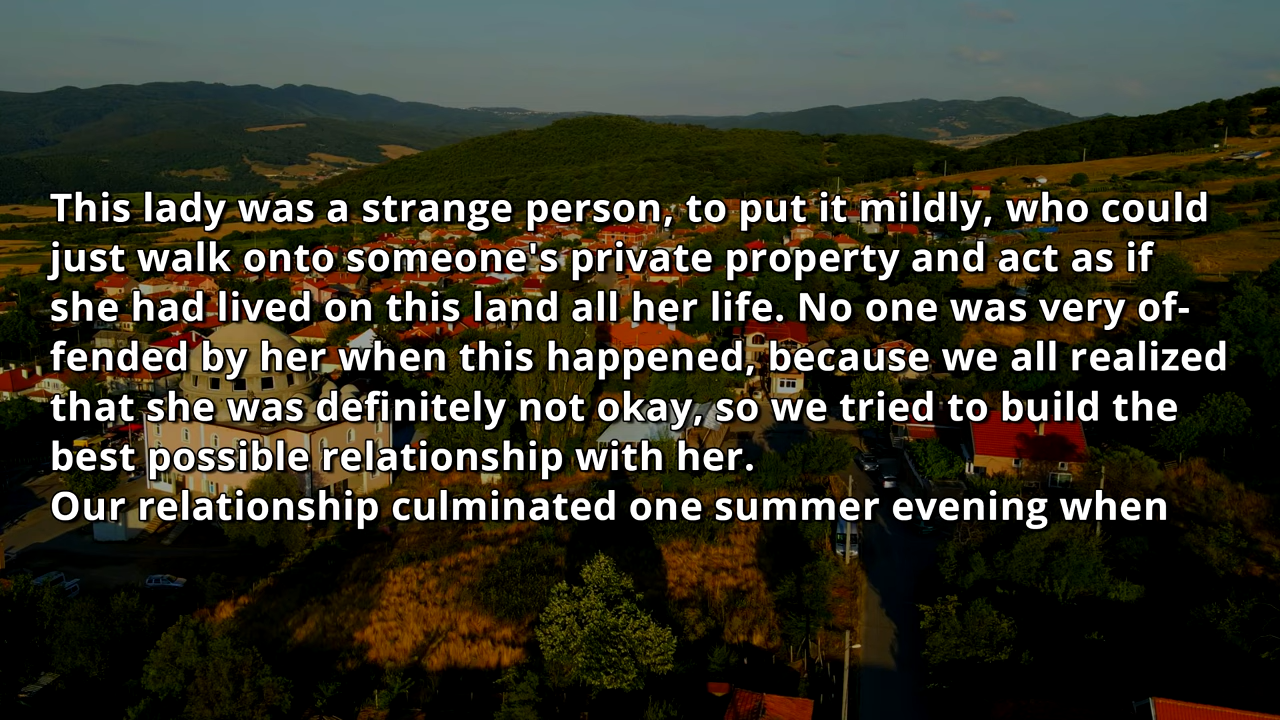 This lady was a strange person, to put it mildly, who could
just walk onto someone's private property and act as if
she had lived on this land all her life. No one was very of-
fended by her when this happened, because we all realized
that she was definitely not okay, so we tried to build the
best possible relationship with her.
Our relationship culminated one summer evening when